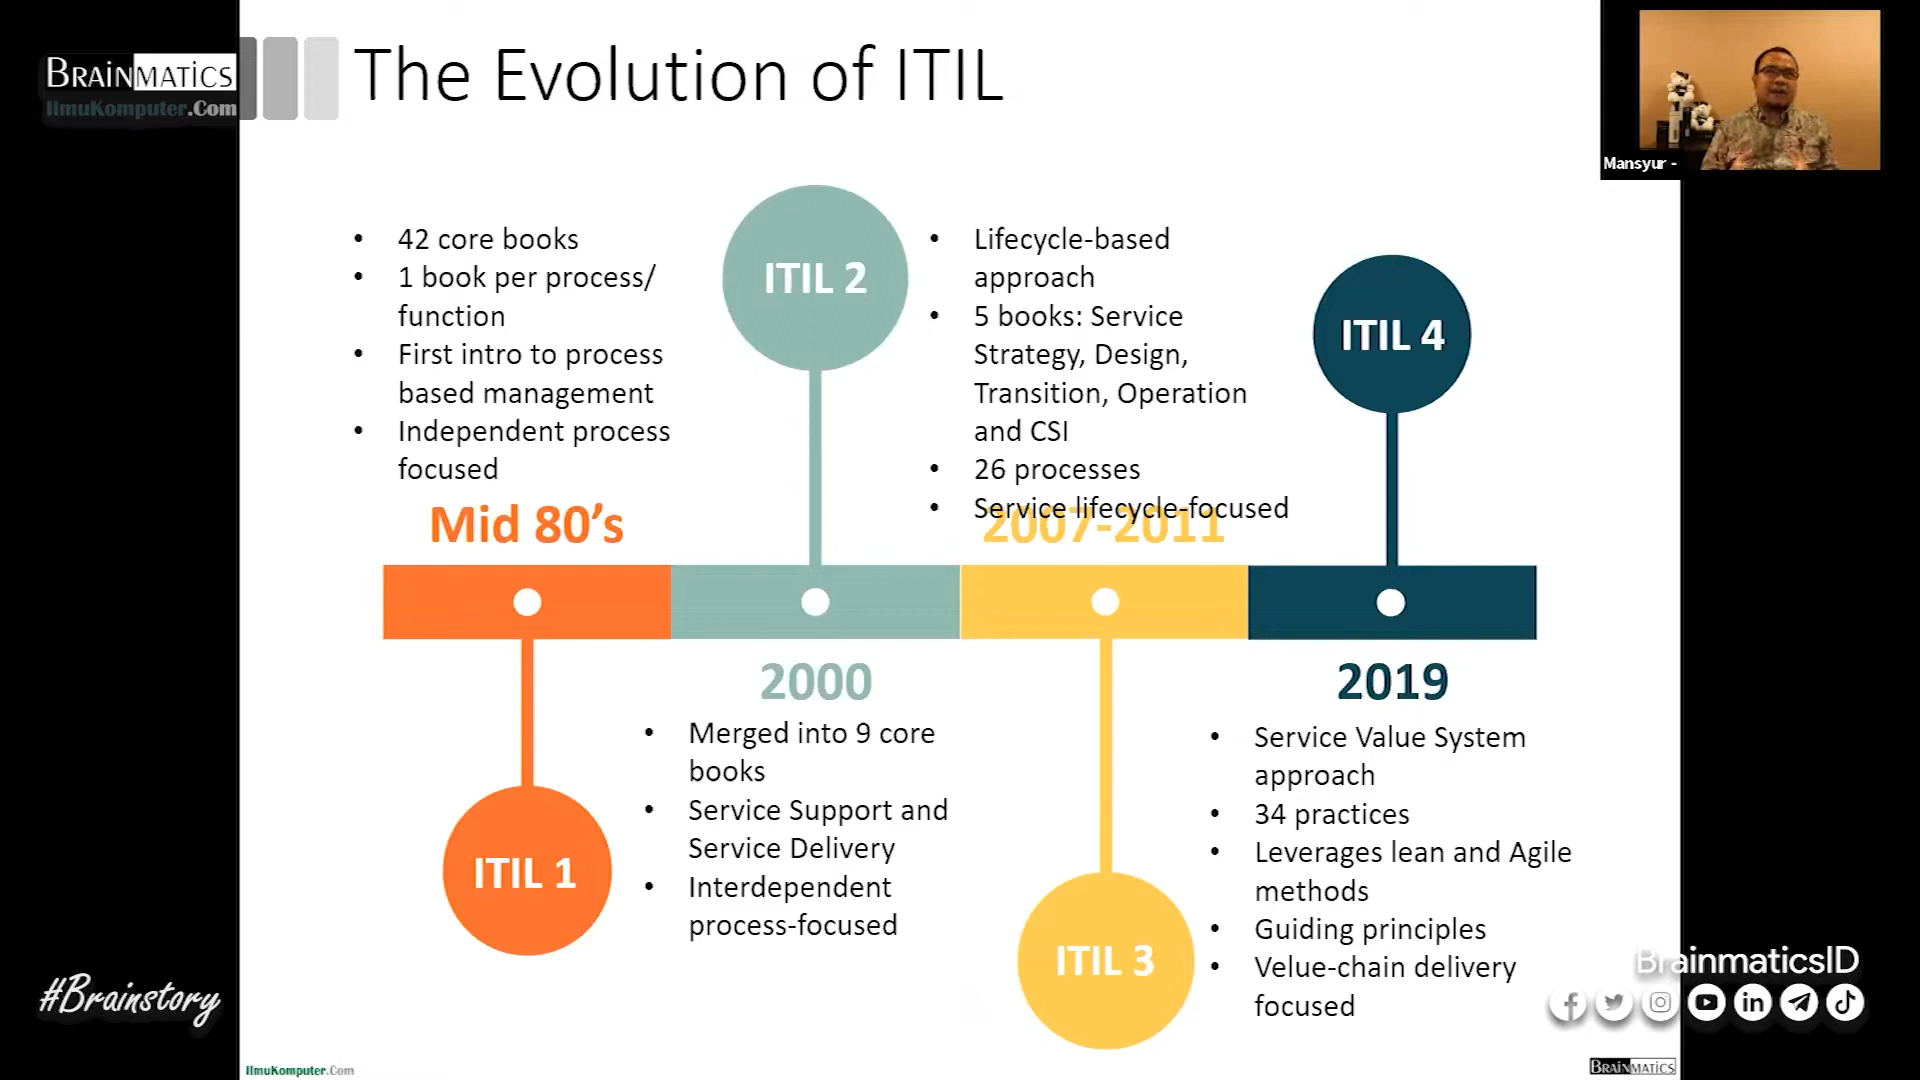 The Evolution of ITIL
BRAINMATICS
IlmuKomputer.Com
Mansyur -
• 42 core books
• 1 book per process/
function
• First intro to process
based management
• Independent process
focused
Mid 80’s
ITIL 1
ITIL 2
2000
• Merged into 9 core
books
• Service Support and
Service Delivery
• Interdependent
process-focused
• Lifecycle-based
approach
• 5 books: Service
Strategy, Design,
Transition, Operation
and CSI
• 26 processes
• Service lifecycle-focused
2007-2011
ITIL 3
ITIL 4
2019
• Service Value System
approach
• 34 practices
• Leverages lean and Agile
methods
• Guiding principles
• Velue-chain delivery
focused
#Brainstory
BrainmaticsID
IlmuKomputer.Com
BRAINMATICS